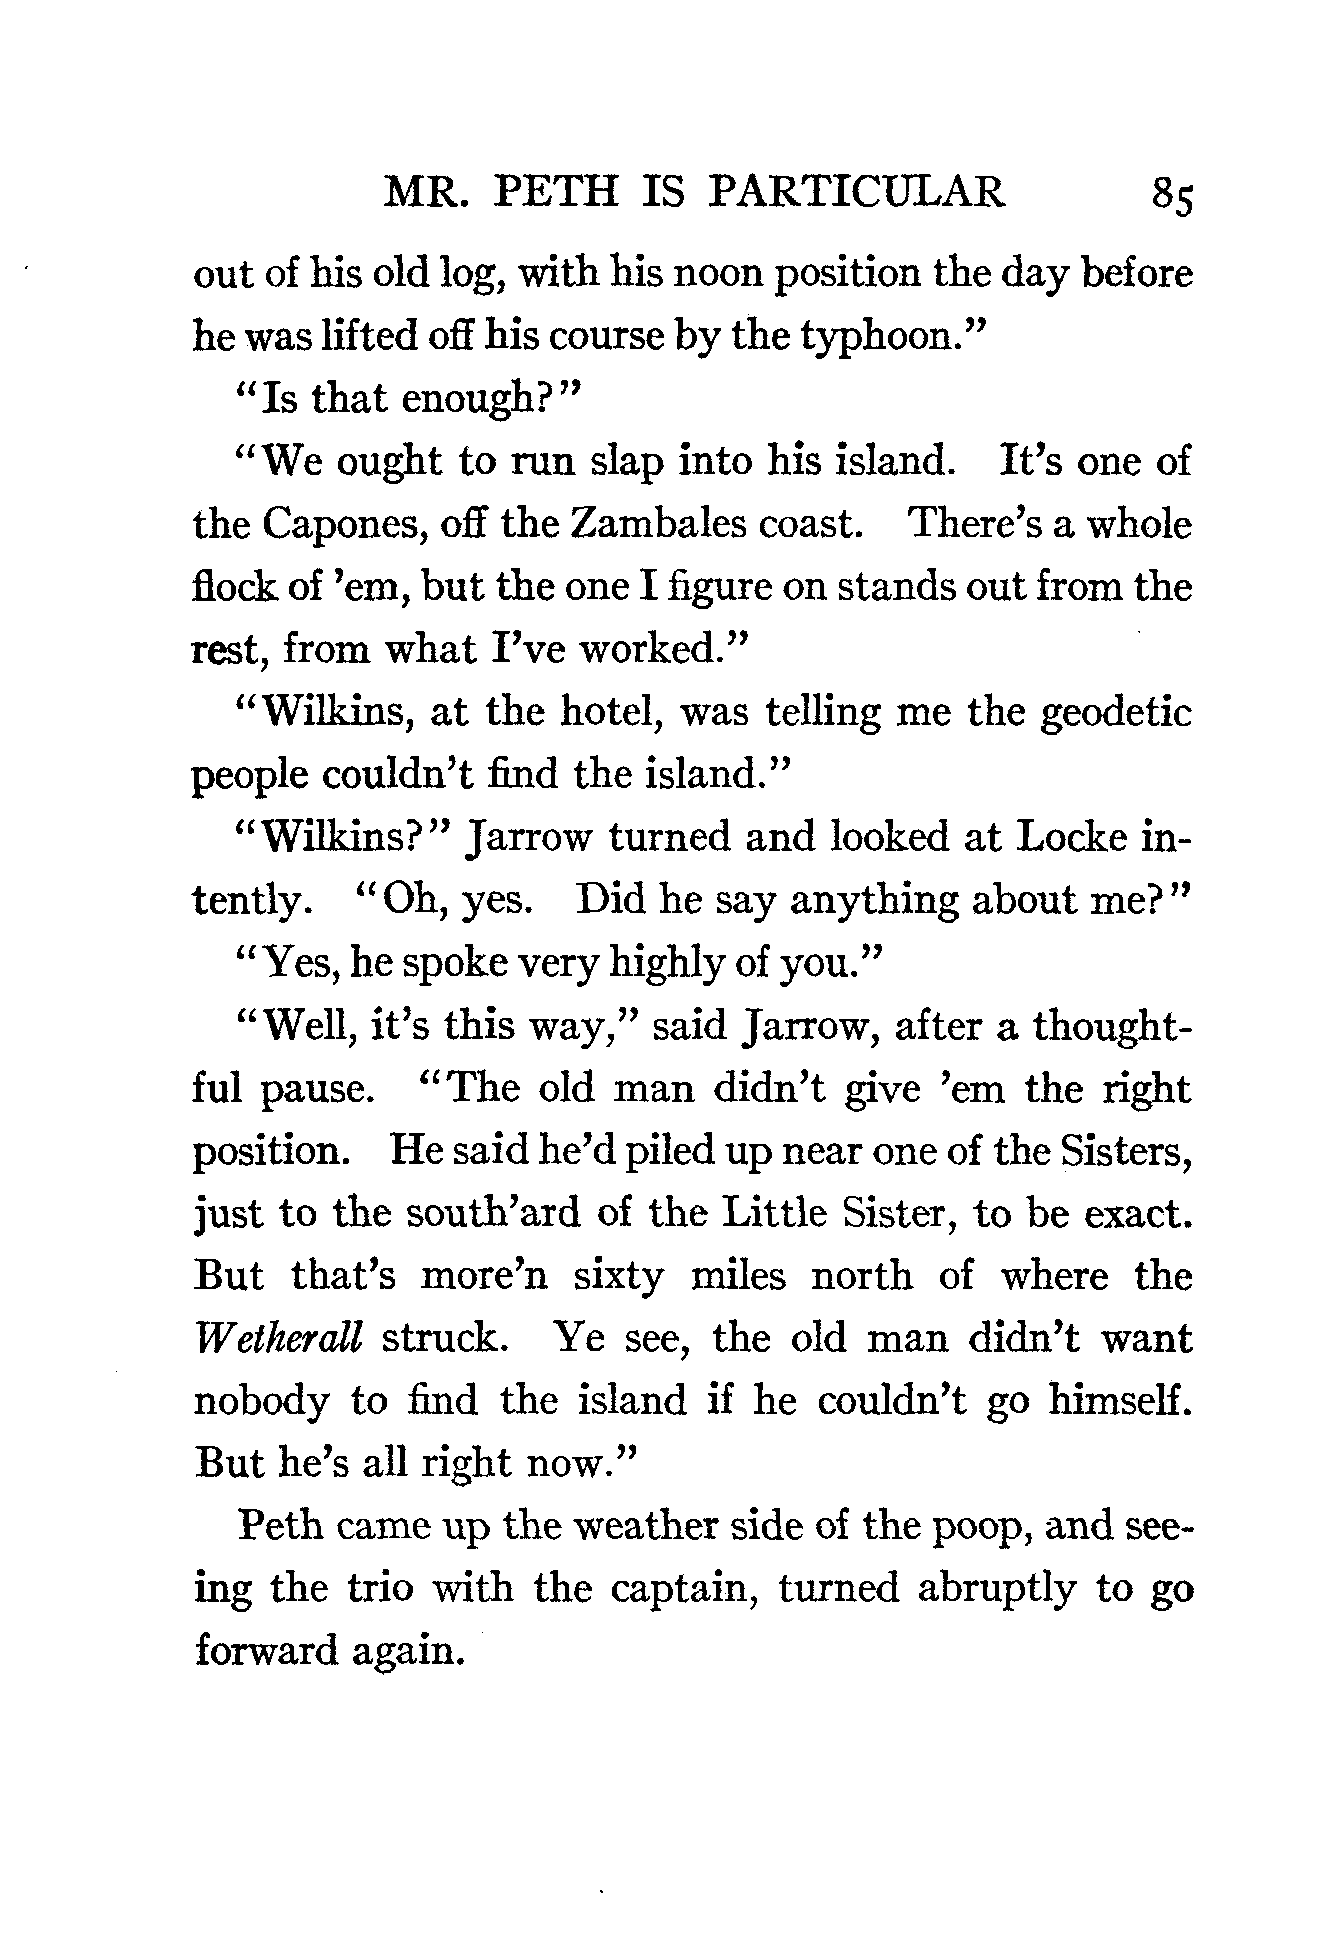 MR. PETH IS PARTICULAR 85
out of his old log, with his noon position the day before
he was lifted off his course by the typhoon."
"Is that enough?"
"We ought to run slap into his island. It's one of
the Capones, off the Zambales coast. There's a whole
flock of 'em, but the one I figure on stands out from the
rest, from what I've worked."
"Wilkins, at the hotel, was telling me the geodetic
people couldn't find the island."
"Wilkins?" Jarrow turned and looked at Locke in-
tently. "Oh, yes. Did he say anything about me?"
"Yes, he spoke very highly of you."
"Well, it's this way," said Jarrow, after a thought-
ful pause. "The old man didn't give 'em the right
position. He said he'd piled up near one of the Sisters,
just to the south'ard of the Little Sister, to be exact.
But that's more'n sixty miles north of where the
Wetherall struck. Ye see, the old man didn't want
nobody to find the island if he couldn't go himself.
But he's all right now."
Peth came up the weather side of the poop, and see-
ing the trio with the captain, turned abruptly to go
forward again.